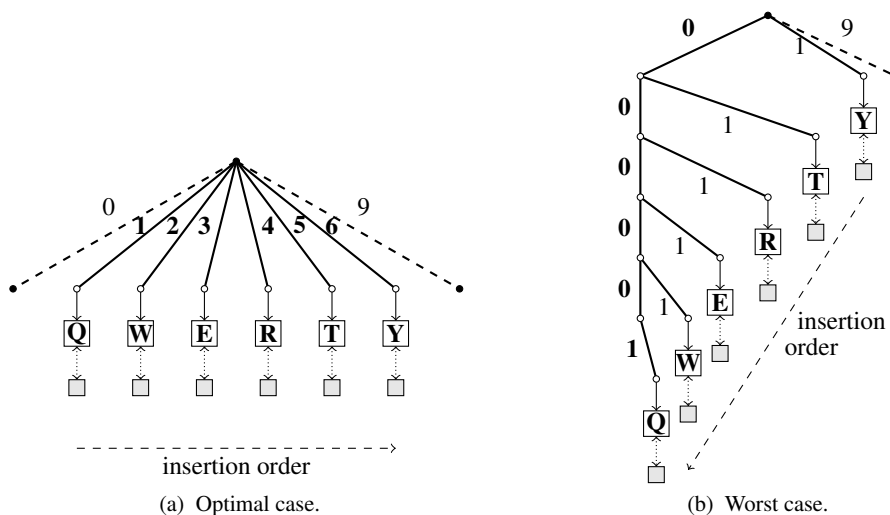 0 1 2 3 4 5 6 9
Q W E R T Y
insertion order
(a) Optimal case.
0 1 9
0 1 Y
0 1 T
0 1 R
0 1 E
1 W
Q
insertion
order
(b) Worst case.